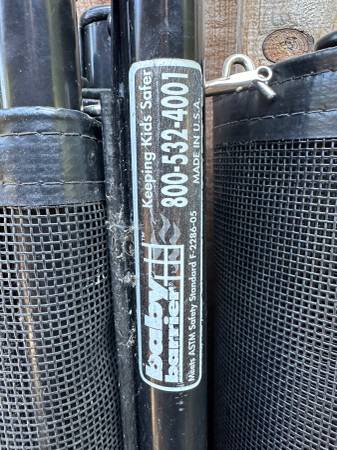 Keeping Kids Safer
800-532-4001
MADE IN U.S.A.
baby
barrier
Meets ASTM Safety Standard F-2286-05